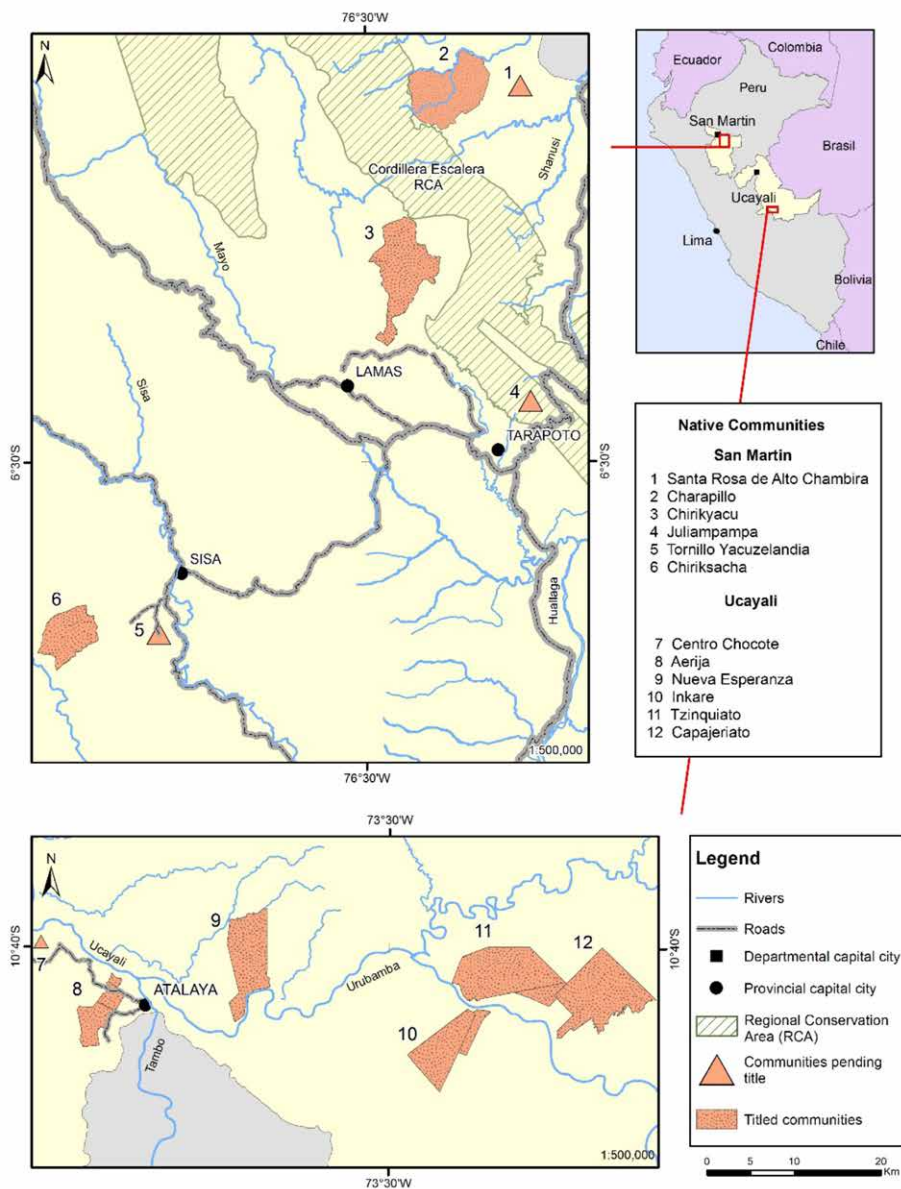 76°30'W
N
2
1
Cordillera Escalera
RCA
Shanusi
3
Mayo
LAMAS
4
TARAPOTO
Sisa
6°30'S
6°30'S
SISA
6
5
Huallaga
1:500,000
76°30'W
Ecuador
Colombia
Peru
San Martin
Brasil
Ucayali
Lima
Bolivia
Chile
Native Communities
San Martin
1 Santa Rosa de Alto Chambira
2 Charapillo
3 Chirikyacu
4 Juliampampa
5 Tornillo Yacuzelandia
6 Chiriksacha
Ucayali
7 Centro Chocote
8 Aerija
9 Nueva Esperanza
10 Inkare
11 Tzinquiato
12 Capajeriato
73°30'W
N
10°40'S
10°40'S
7
Ucayali
8
ATALAYA
9
Urubamba
11
12
10
Tambo
1:500,000
73°30'W
Legend
Rivers
Roads
Departmental capital city
Provincial capital city
Regional Conservation
Area (RCA)
Communities pending
title
Titled communities
0 5 10 20
Km